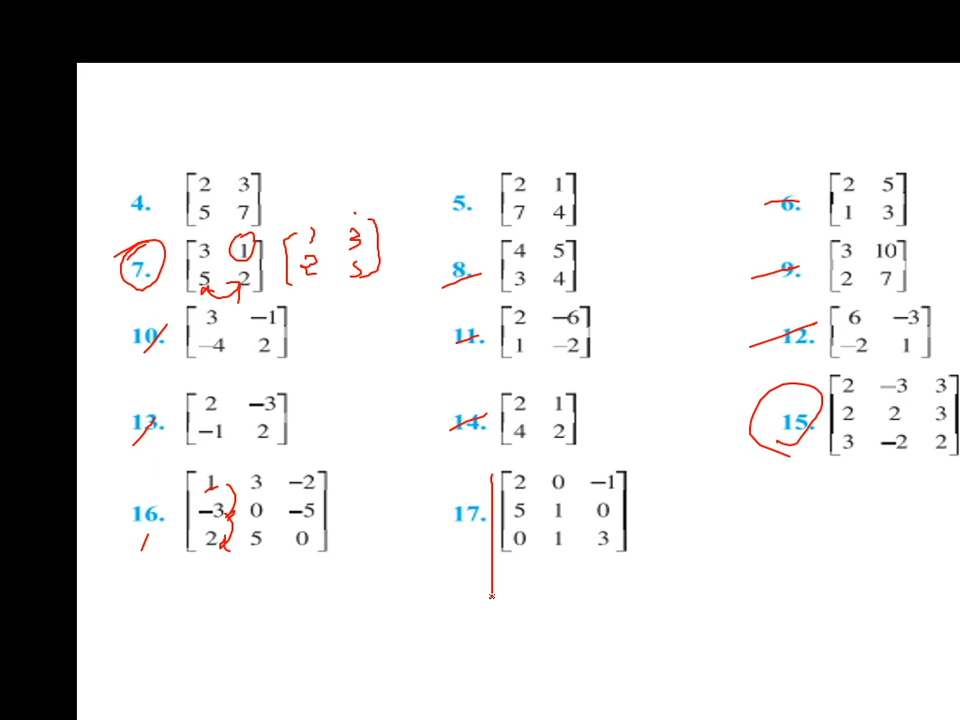 4. [2 3] 5. [2 1] 6. [2 5]
[5 7] [7 4] [1 3]
7. [3 1] [1 3] 8. [4 5] 9. [3 10]
[5 2] [2 5] [3 4] [2 7]
10. [3 −1] 11. [2 −6] 12. [6 −3]
[−4 2] [1 −2] [−2 1]
13. [2 −3] 14. [2 1] 15. [2 −3 3]
[−1 2] [4 2] [2 2 3]
[3 −2 2]
16. [1 3 −2] 17. [2 0 −1]
[−3 0 −5] [5 1 0]
[2 5 0] [0 1 3]